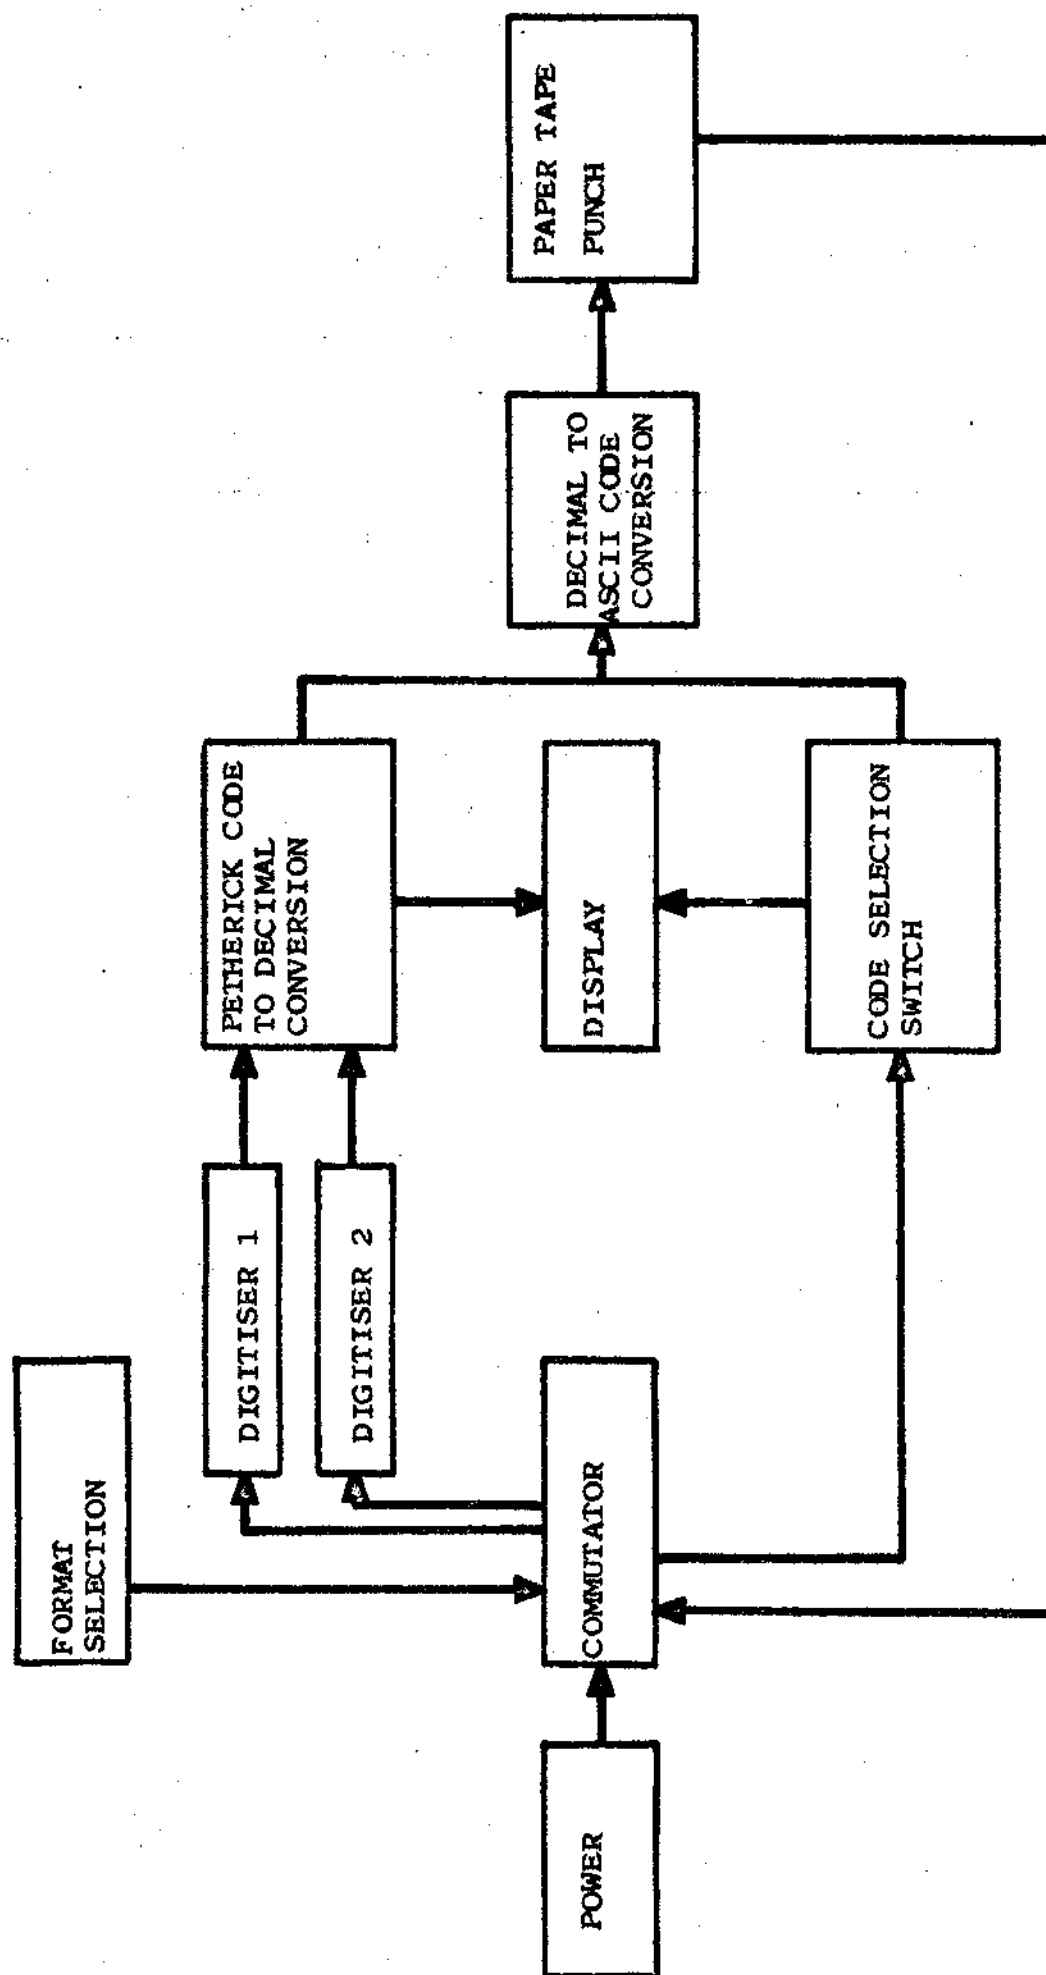 FORMAT
SELECTION
DIGITISER 1
DIGITISER 2
PETHERICK CODE
TO DECIMAL
CONVERSION
POWER
COMMUTATOR
DISPLAY
DECIMAL TO
ASCII CODE
CONVERSION
PAPER TAPE
PUNCH
CODE SELECTION
SWITCH